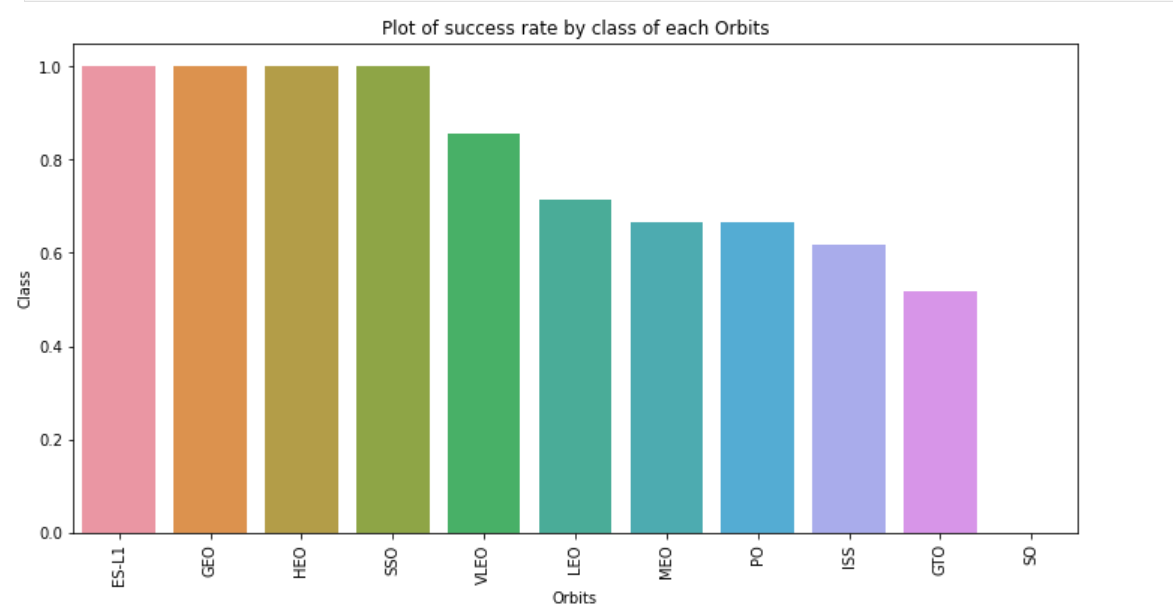 Plot of success rate by class of each Orbits
1.0
0.8
0.6
0.4
0.2
0.0
Class
ES-L1
GEO
HEO
SSO
VLEO
LEO
MEO
PO
ISS
GTO
SO
Orbits